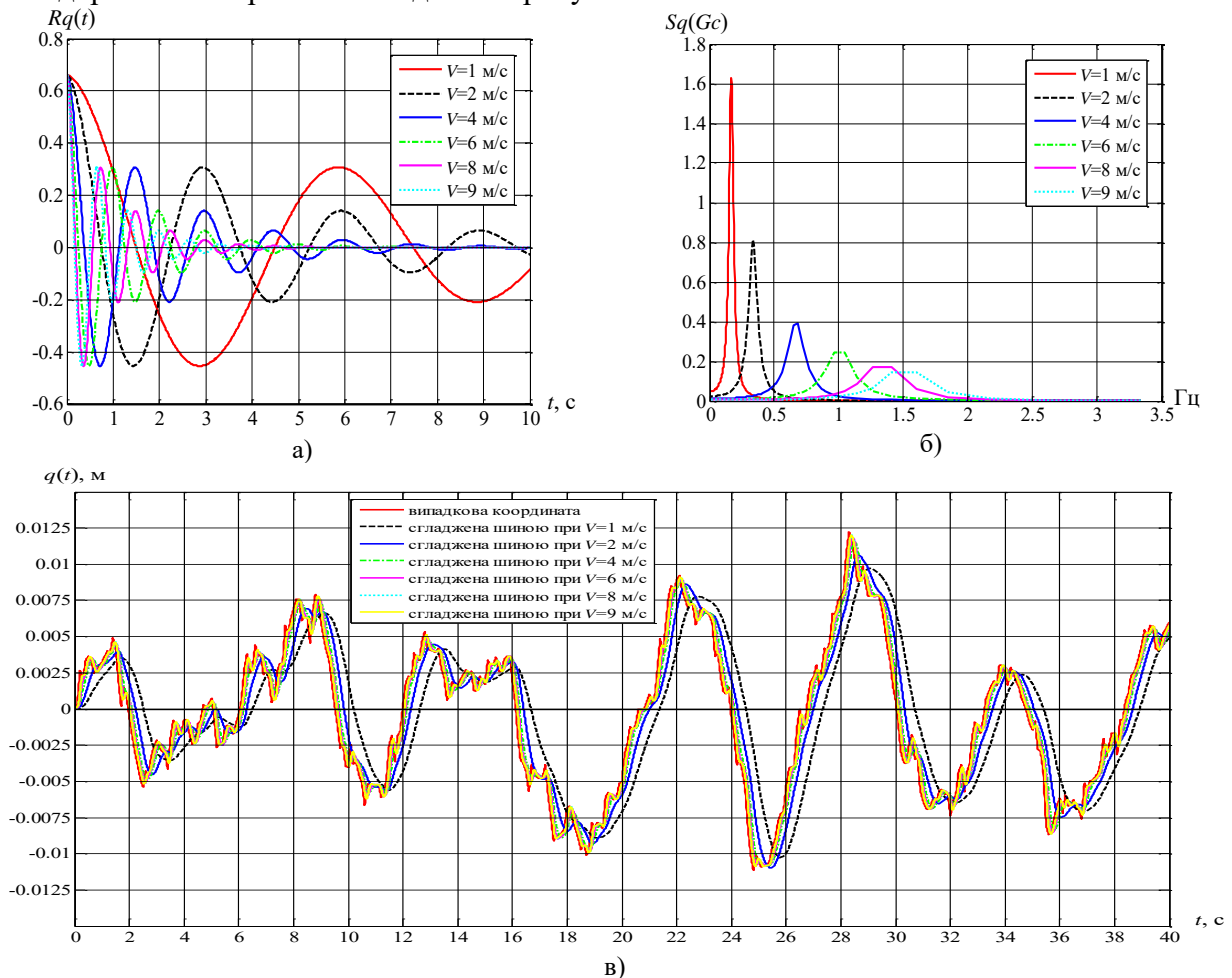 Rq(t)
0.8
0.6
0.4
0.2
0
-0.2
-0.4
-0.6
0 1 2 3 4 5 6 7 8 9 10
t, с
V=1 м/с
V=2 м/с
V=4 м/с
V=6 м/с
V=8 м/с
V=9 м/с
а)
Sq(Gc)
1.8
1.6
1.4
1.2
1
0.8
0.6
0.4
0.2
0
0 0.5 1 1.5 2 2.5 3 3.5
Гц
V=1 м/с
V=2 м/с
V=4 м/с
V=6 м/с
V=8 м/с
V=9 м/с
б)
q(t), м
0.0125
0.01
0.0075
0.005
0.0025
0
-0.0025
-0.005
-0.0075
-0.01
-0.0125
випадкова координата
сгладжена шиною при V=1 м/с
сгладжена шиною при V=2 м/с
сгладжена шиною при V=4 м/с
сгладжена шиною при V=6 м/с
сгладжена шиною при V=8 м/с
сгладжена шиною при V=9 м/с
t, с
0 2 4 6 8 10 12 14 16 18 20 22 24 26 28 30 32 34 36 38 40
в)